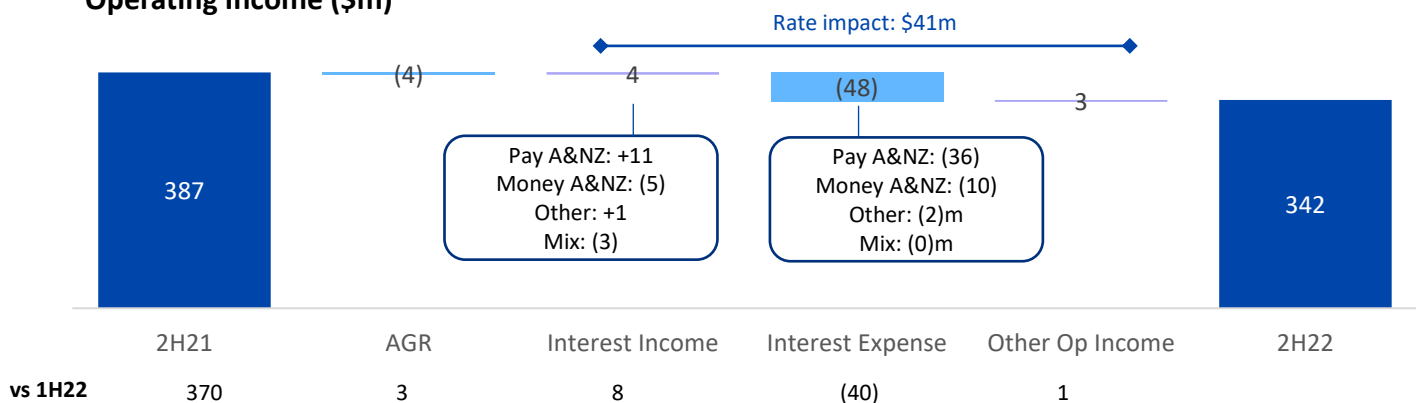 Operating Income ($m)
Rate impact: $41m
387
(4)
4
(48)
3
342
Pay A&NZ: +11
Money A&NZ: (5)
Other: +1
Mix: (3)
Pay A&NZ: (36)
Money A&NZ: (10)
Other: (2)m
Mix: (0)m
2H21 AGR Interest Income Interest Expense Other Op Income 2H22
vs 1H22 370 3 8 (40) 1